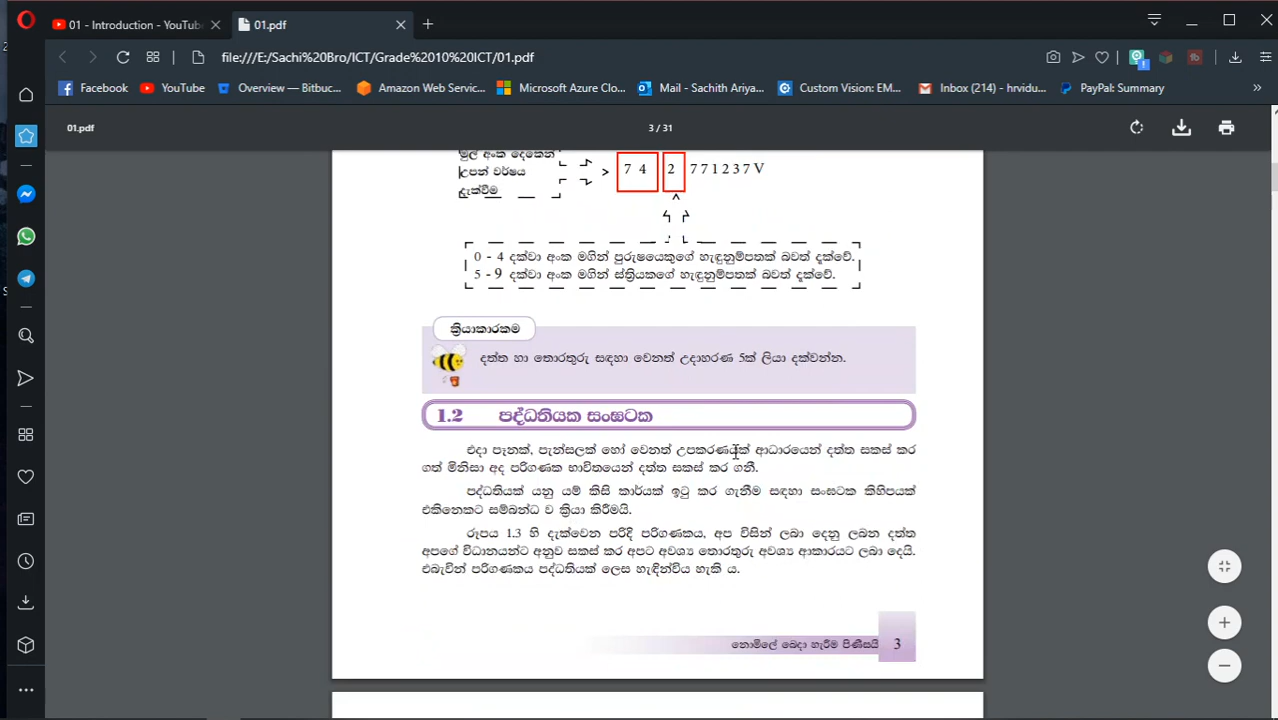 01 - Introduction - YouTube
01.pdf
file:///E:/Sachi%20Bro/ICT/Grade%2010%20ICT/01.pdf
Facebook
YouTube
Overview — Bitbuc...
Amazon Web Servic...
Microsoft Azure Clo...
Mail - Sachith Ariya...
Custom Vision: EM...
Inbox (214) - hrvidu...
PayPal: Summary
01.pdf
3 / 31
මුල් අංක දෙකෙන්
උපන් වර්ෂය
දැක්වීම
> 7 4 2 7 7 1 2 3 7 V
0 - 4 දක්වා අංක මගින් පුරුෂයෙකුගේ හැඳුනුම්පතක් බවත් දැක්වේ.
5 - 9 දක්වා අංක මගින් ස්ත්‍රියකගේ හැඳුනුම්පතක් බවත් දැක්වේ.
ක්‍රියාකාරකම
දත්ත හා තොරතුරු සඳහා වෙනත් උදාහරණ 5ක් ලියා දක්වන්න.
1.2 පද්ධතියක සංඝටක
එදා පෑනක්, පැන්සලක් හෝ වෙනත් උපකරණයක් ආධාරයෙන් දත්ත සකස් කර
ගත් මිනිසා අද පරිගණක භාවිතයෙන් දත්ත සකස් කර ගනී.
පද්ධතියක් යනු යම් කිසි කාර්යක් ඉටු කර ගැනීම සඳහා සංඝටක කිහිපයක්
එකිනෙකට සම්බන්ධ ව ක්‍රියා කිරීමයි.
රූපය 1.3 හි දැක්වෙන පරිදි පරිගණකය, අප විසින් ලබා දෙනු ලබන දත්ත
අපගේ විධානයන්ට අනුව සකස් කර අපට අවශ්‍ය තොරතුරු අවශ්‍ය ආකාරයට ලබා දෙයි.
එබැවින් පරිගණකය පද්ධතියක් ලෙස හැඳින්විය හැකි ය.
නොමිලේ බෙදා හැරීම පිණිසයි 3